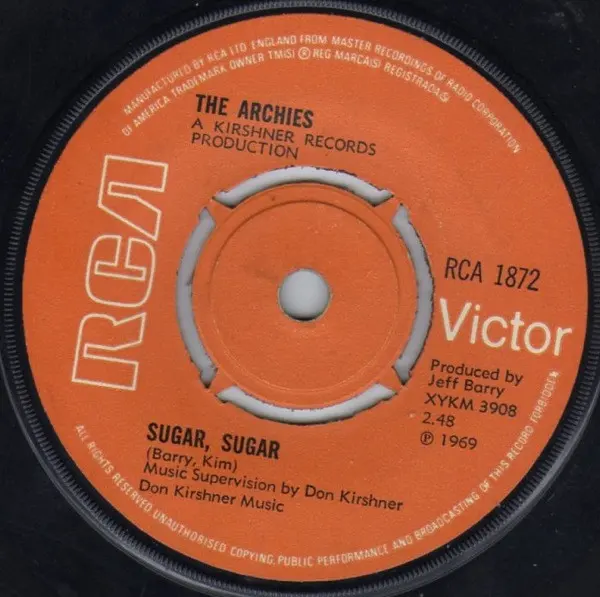 MANUFACTURED BY RCA LTD. ENGLAND FROM MASTER RECORDINGS OF RADIO CORPORATION
OF AMERICA TRADEMARK OWNER TM(S) ® REG MARCA(S) REGISTRADA(S)
THE ARCHIES
A KIRSHNER RECORDS
PRODUCTION
RCA
RCA 1872
Victor
Produced by
Jeff Barry
XYKM 3908
2.48
℗ 1969
SUGAR, SUGAR
(Barry, Kim)
Music Supervision by Don Kirshner
Don Kirshner Music
ALL RIGHTS RESERVED. UNAUTHORISED COPYING, PUBLIC PERFORMANCE AND BROADCASTING OF THIS RECORD FORBIDDEN